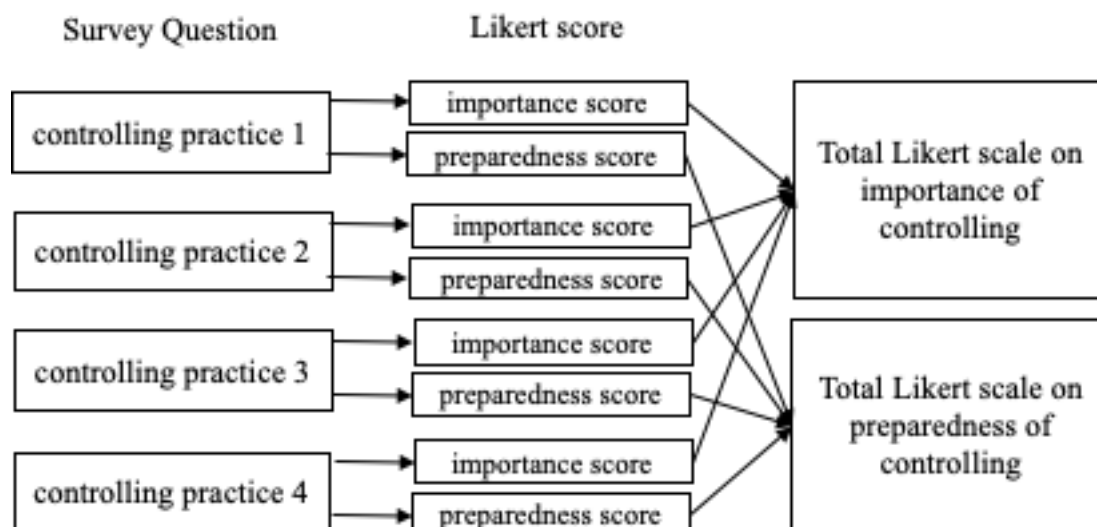 Survey Question
Likert score
controlling practice 1
importance score
preparedness score
controlling practice 2
importance score
preparedness score
controlling practice 3
importance score
preparedness score
controlling practice 4
importance score
preparedness score
Total Likert scale on
importance of
controlling
Total Likert scale on
preparedness of
controlling